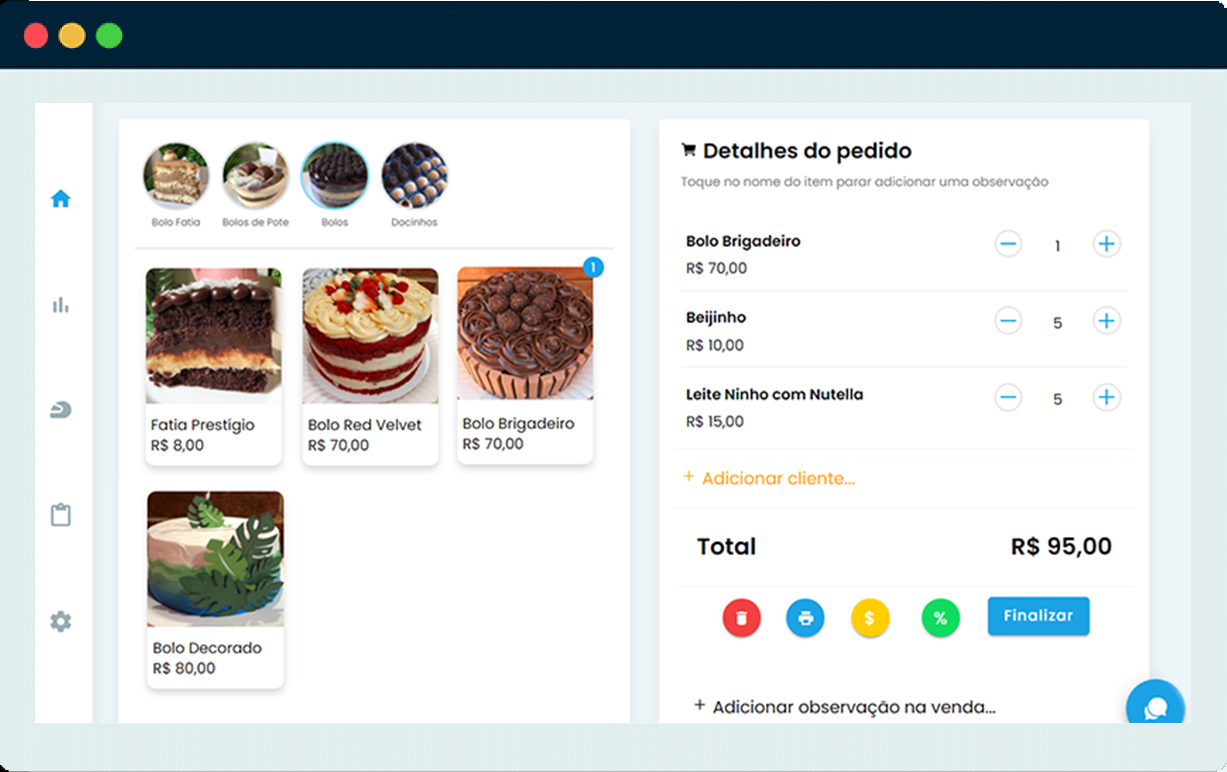 Bolo Fatia
Bolos de Pote
Bolos
Docinhos
1
Fatia Prestígio
R$ 8,00
Bolo Red Velvet
R$ 70,00
Bolo Brigadeiro
R$ 70,00
Bolo Decorado
R$ 80,00
Detalhes do pedido
Toque no nome do item parar adicionar uma observação
Bolo Brigadeiro
R$ 70,00
1
Beijinho
R$ 10,00
5
Leite Ninho com Nutella
R$ 15,00
5
+ Adicionar cliente...
Total R$ 95,00
$ % Finalizar
+ Adicionar observação na venda...